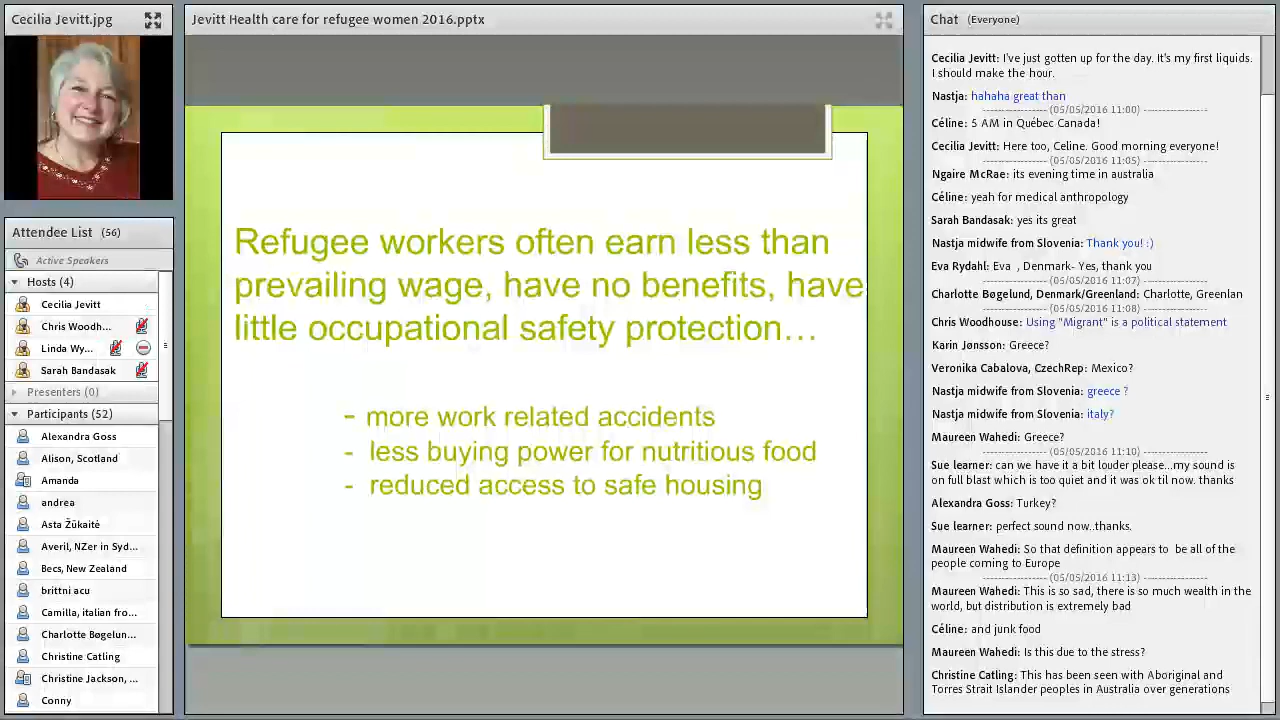 Cecilia Jevitt.jpg
Attendee List (56)
Active Speakers
Hosts (4)
Cecilia Jevitt
Chris Woodh...
Linda Wy...
Sarah Bandasak
Presenters (0)
Participants (52)
Alexandra Goss
Alison, Scotland
Amanda
andrea
Asta Žūkaitė
Averil, NZer in Syd...
Becs, New Zealand
brittni acu
Camilla, italian fro...
Charlotte Bøgelun...
Christine Catling
Christine Jackson, ...
Conny
Jevitt Health care for refugee women 2016.pptx
Refugee workers often earn less than
prevailing wage, have no benefits, have
little occupational safety protection…
- more work related accidents
- less buying power for nutritious food
- reduced access to safe housing
Chat (Everyone)
Cecilia Jevitt: I've just gotten up for the day. It's my first liquids.
I should make the hour.
Nastja: hahaha great than
------------------ (05/05/2016 11:00) ------------------
Céline: 5 AM in Québec Canada!
Cecilia Jevitt: Here too, Celine. Good morning everyone!
------------------ (05/05/2016 11:05) ------------------
Ngaire McRae: its evening time in australia
Céline: yeah for medical anthropology
Sarah Bandasak: yes its great
Nastja midwife from Slovenia: Thank you! :)
Eva Rydahl: Eva , Denmark- Yes, thank you
------------------ (05/05/2016 11:07) ------------------
Charlotte Bøgelund, Denmark/Greenland: Charlotte, Greenlan
------------------ (05/05/2016 11:08) ------------------
Chris Woodhouse: Using "Migrant" is a political statement
Karin Jønsson: Greece?
Veronika Cabalova, CzechRep: Mexico?
Nastja midwife from Slovenia: greece ?
Nastja midwife from Slovenia: italy?
Maureen Wahedi: Greece?
------------------ (05/05/2016 11:10) ------------------
Sue learner: can we have it a bit louder please...my sound is
on full blast which is too quiet and it was ok til now. thanks
Alexandra Goss: Turkey?
Sue learner: perfect sound now..thanks.
Maureen Wahedi: So that definition appears to be all of the
people coming to Europe
------------------ (05/05/2016 11:13) ------------------
Maureen Wahedi: This is so sad, there is so much wealth in the
world, but distribution is extremely bad
Céline: and junk food
Maureen Wahedi: Is this due to the stress?
Christine Catling: This has been seen with Aboriginal and
Torres Strait Islander peoples in Australia over generations